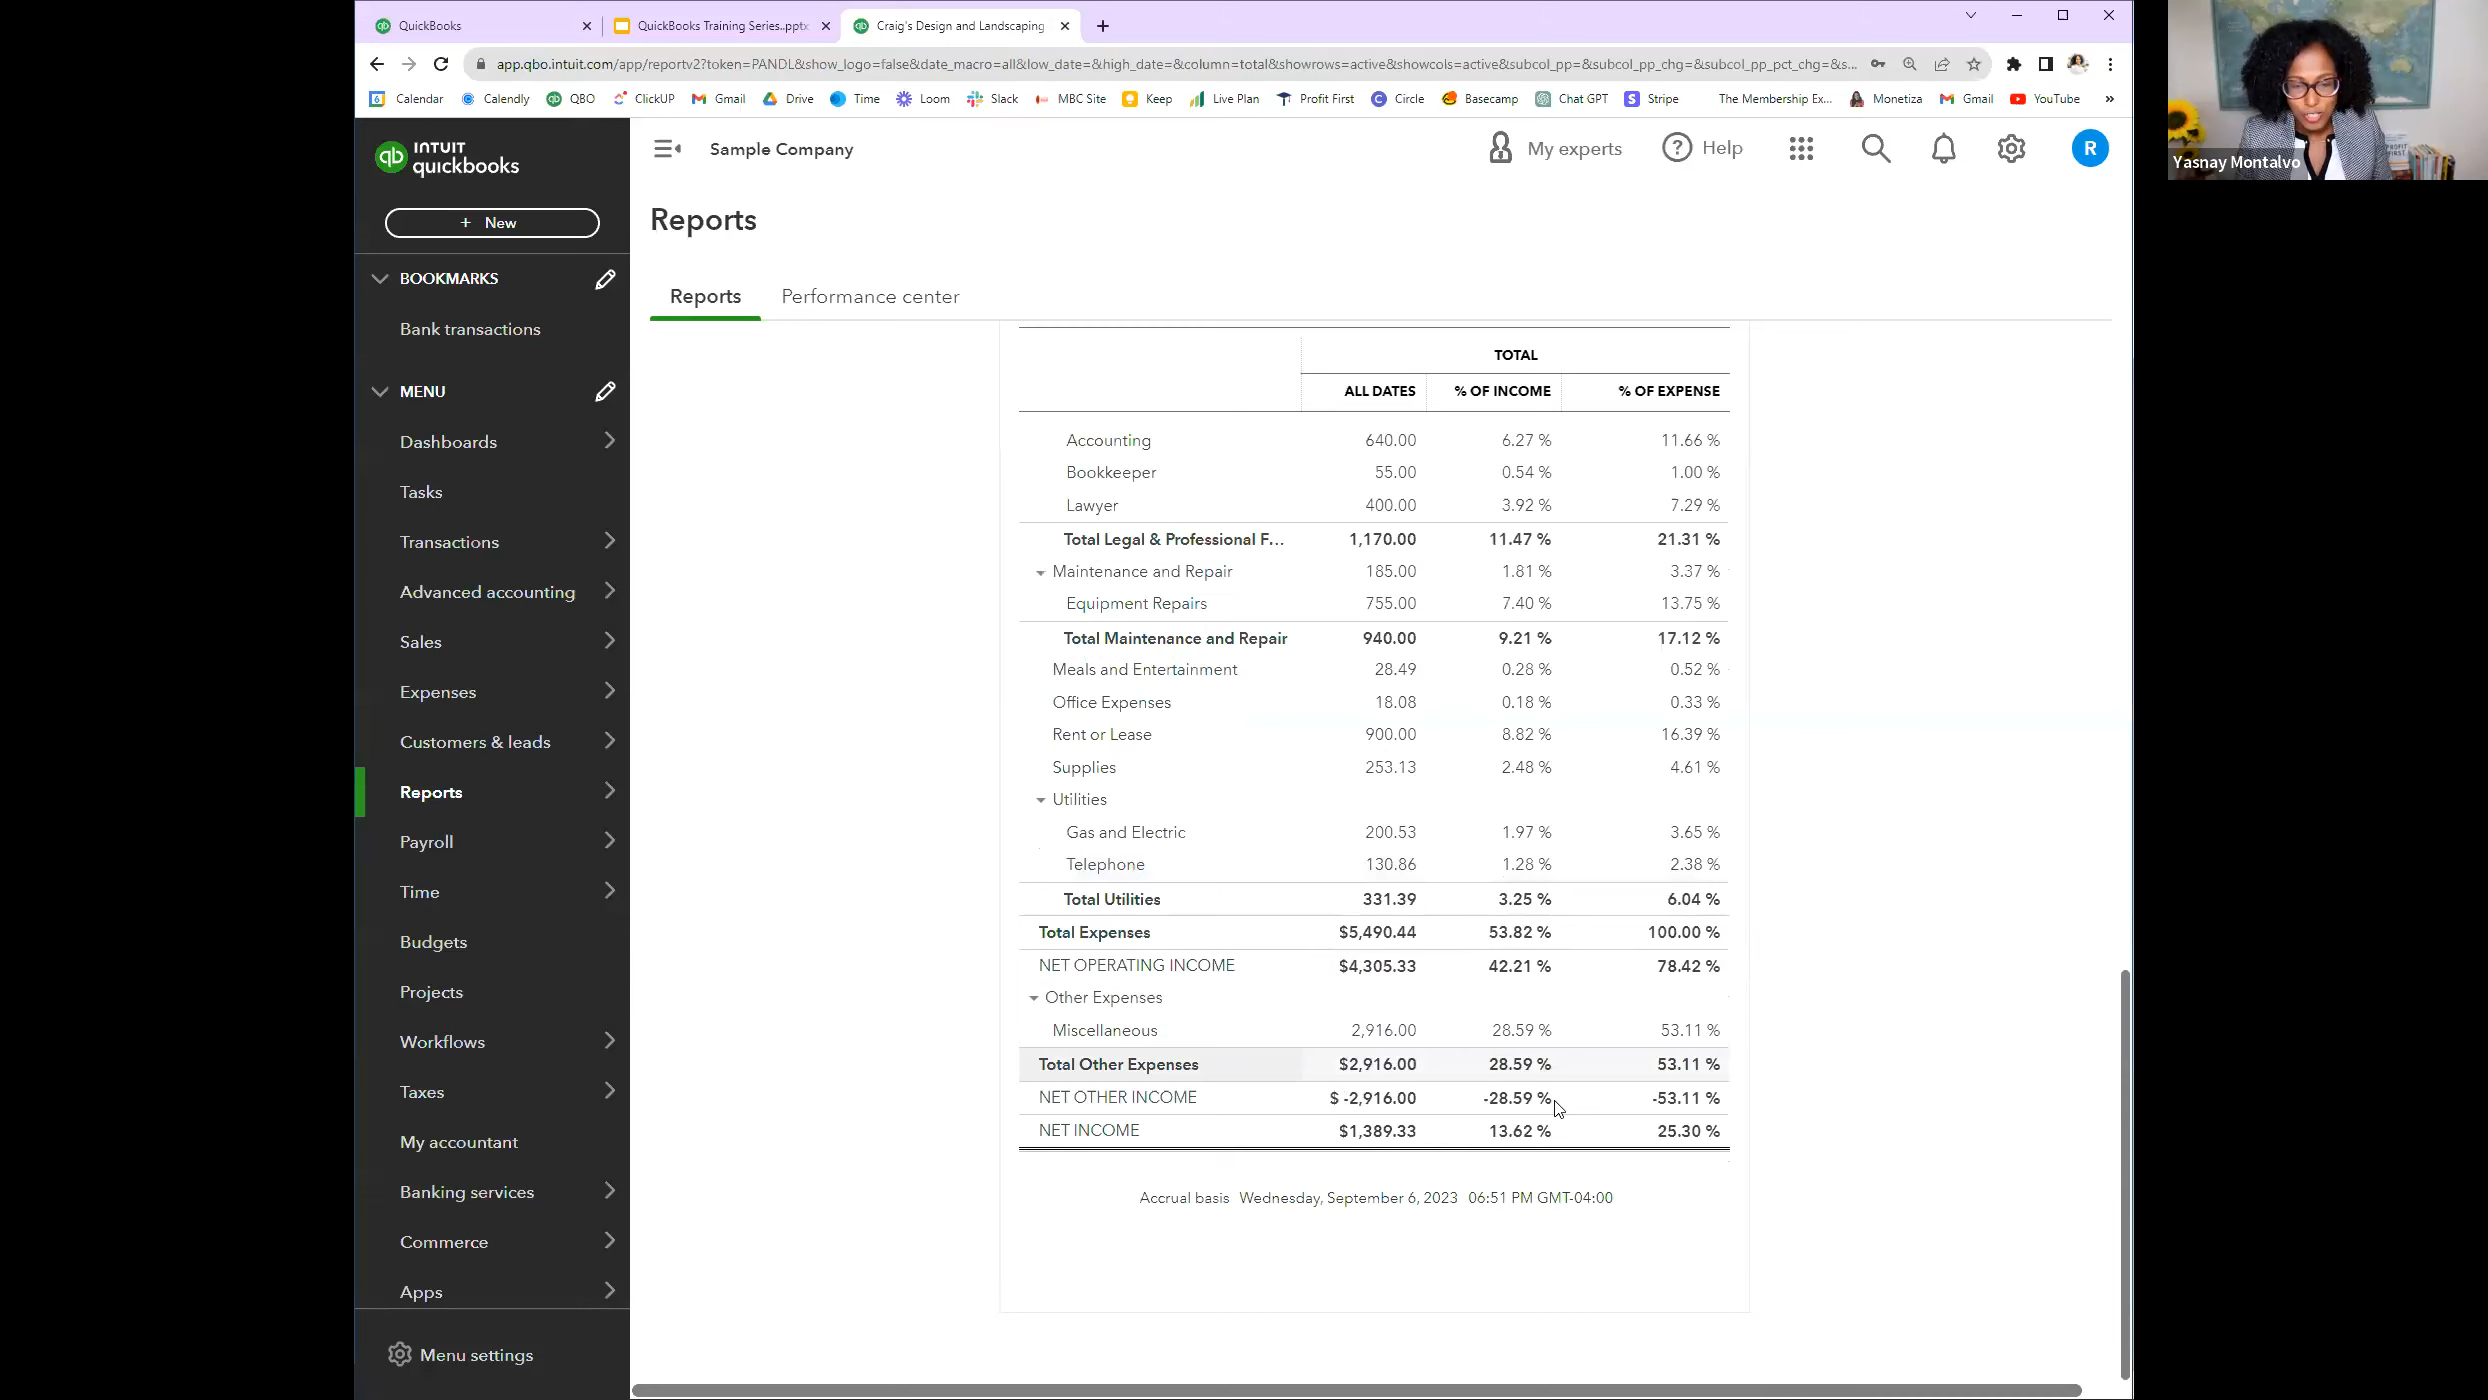 QuickBooks
QuickBooks Training Series..pptx
Craig's Design and Landscaping
app.qbo.intuit.com/app/reportv2?token=PANDL&show_logo=false&date_macro=all&low_date=&high_date=&column=total&showrows=active&showcols=active&subcol_pp=&subcol_pp_chg=&subcol_pp_pct_chg=&s...
Calendar
Calendly
QBO
ClickUP
Gmail
Drive
Time
Loom
Slack
MBC Site
Keep
Live Plan
Profit First
Circle
Basecamp
Chat GPT
Stripe
The Membership Ex...
Monetiza
Gmail
YouTube
»
Yasnay Montalvo
qb INTUIT
quickbooks
Sample Company
My experts
Help
R
+ New
Reports
BOOKMARKS
Bank transactions
MENU
Dashboards
Tasks
Transactions
Advanced accounting
Sales
Expenses
Customers & leads
Reports
Payroll
Time
Budgets
Projects
Workflows
Taxes
My accountant
Banking services
Commerce
Apps
Menu settings
Reports Performance center
TOTAL
ALL DATES % OF INCOME % OF EXPENSE
Accounting 640.00 6.27 % 11.66 %
Bookkeeper 55.00 0.54 % 1.00 %
Lawyer 400.00 3.92 % 7.29 %
Total Legal & Professional F... 1,170.00 11.47 % 21.31 %
Maintenance and Repair 185.00 1.81 % 3.37 %
Equipment Repairs 755.00 7.40 % 13.75 %
Total Maintenance and Repair 940.00 9.21 % 17.12 %
Meals and Entertainment 28.49 0.28 % 0.52 %
Office Expenses 18.08 0.18 % 0.33 %
Rent or Lease 900.00 8.82 % 16.39 %
Supplies 253.13 2.48 % 4.61 %
Utilities
Gas and Electric 200.53 1.97 % 3.65 %
Telephone 130.86 1.28 % 2.38 %
Total Utilities 331.39 3.25 % 6.04 %
Total Expenses $5,490.44 53.82 % 100.00 %
NET OPERATING INCOME $4,305.33 42.21 % 78.42 %
Other Expenses
Miscellaneous 2,916.00 28.59 % 53.11 %
Total Other Expenses $2,916.00 28.59 % 53.11 %
NET OTHER INCOME $ -2,916.00 -28.59 % -53.11 %
NET INCOME $1,389.33 13.62 % 25.30 %
Accrual basis Wednesday, September 6, 2023 06:51 PM GMT-04:00